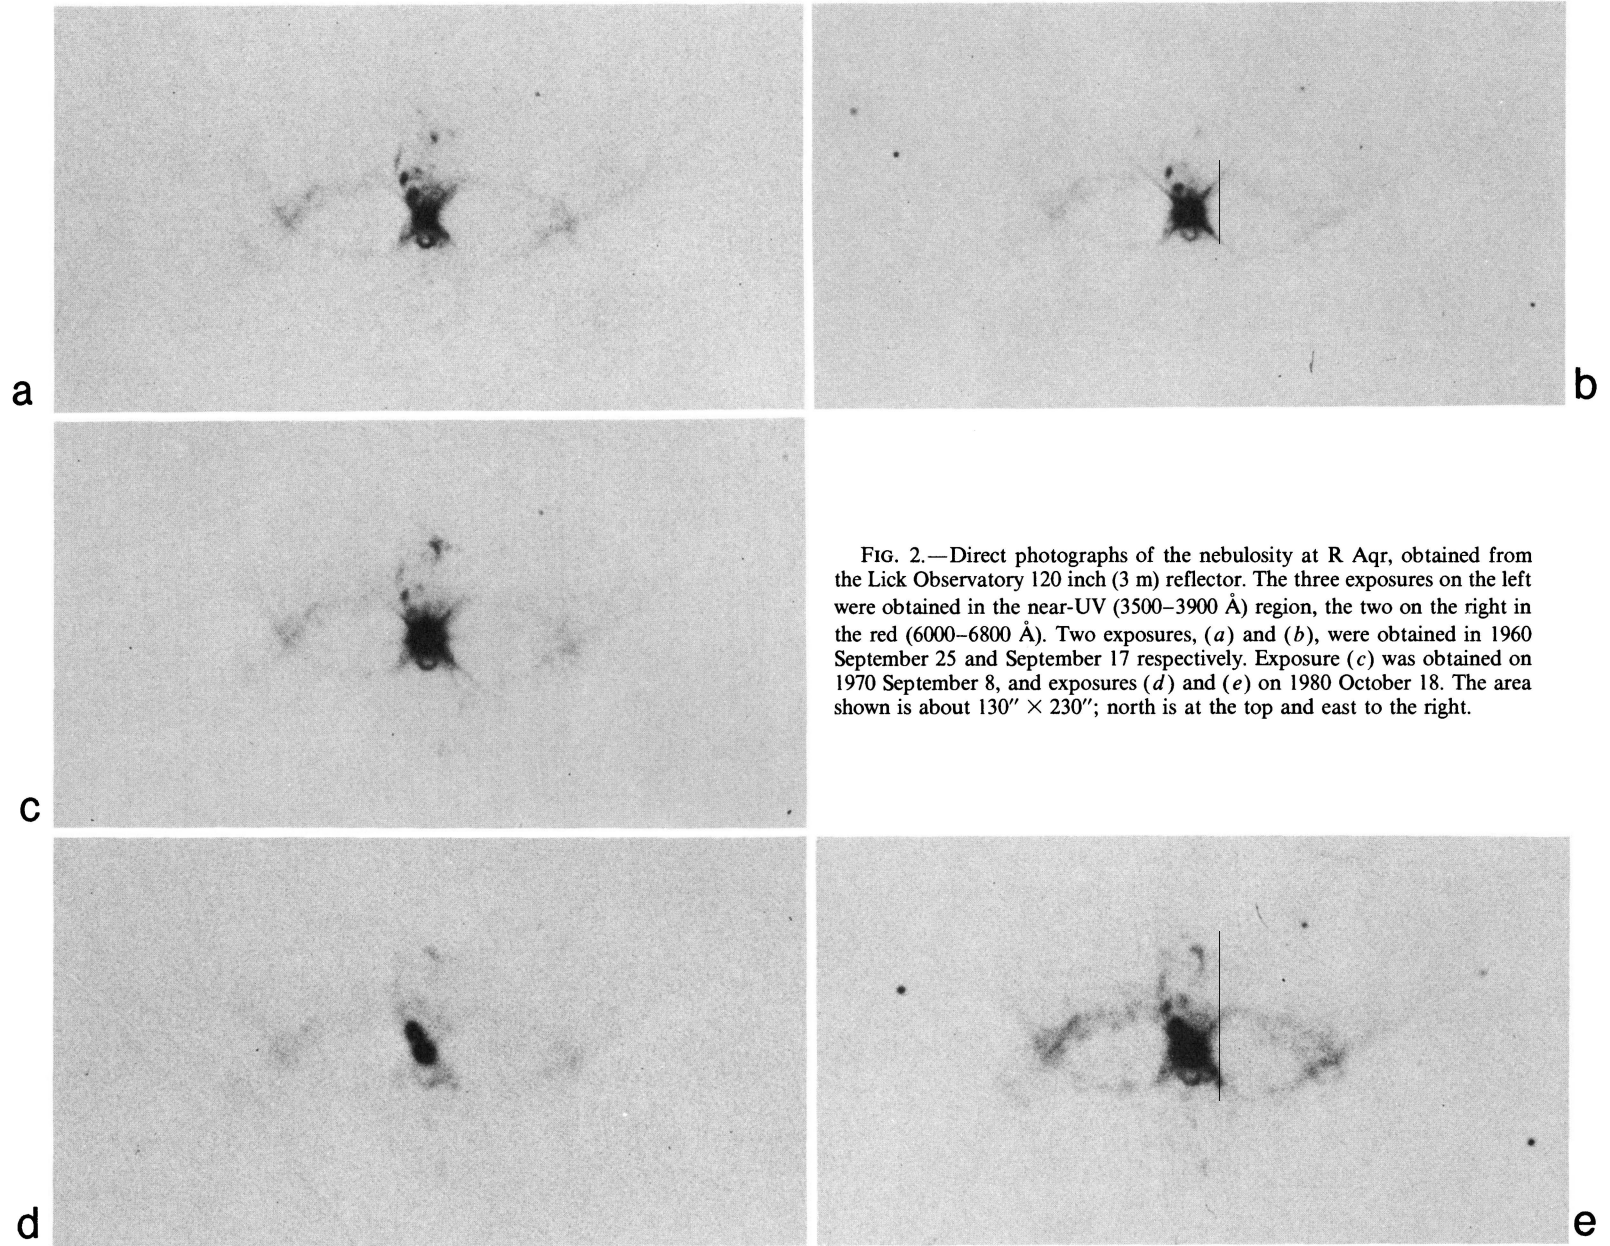 a
b
c
FIG. 2.—Direct photographs of the nebulosity at R Aqr, obtained from
the Lick Observatory 120 inch (3 m) reflector. The three exposures on the left
were obtained in the near-UV (3500–3900 Å) region, the two on the right in
the red (6000–6800 Å). Two exposures, (a) and (b), were obtained in 1960
September 25 and September 17 respectively. Exposure (c) was obtained on
1970 September 8, and exposures (d) and (e) on 1980 October 18. The area
shown is about 130″ × 230″; north is at the top and east to the right.
d
e